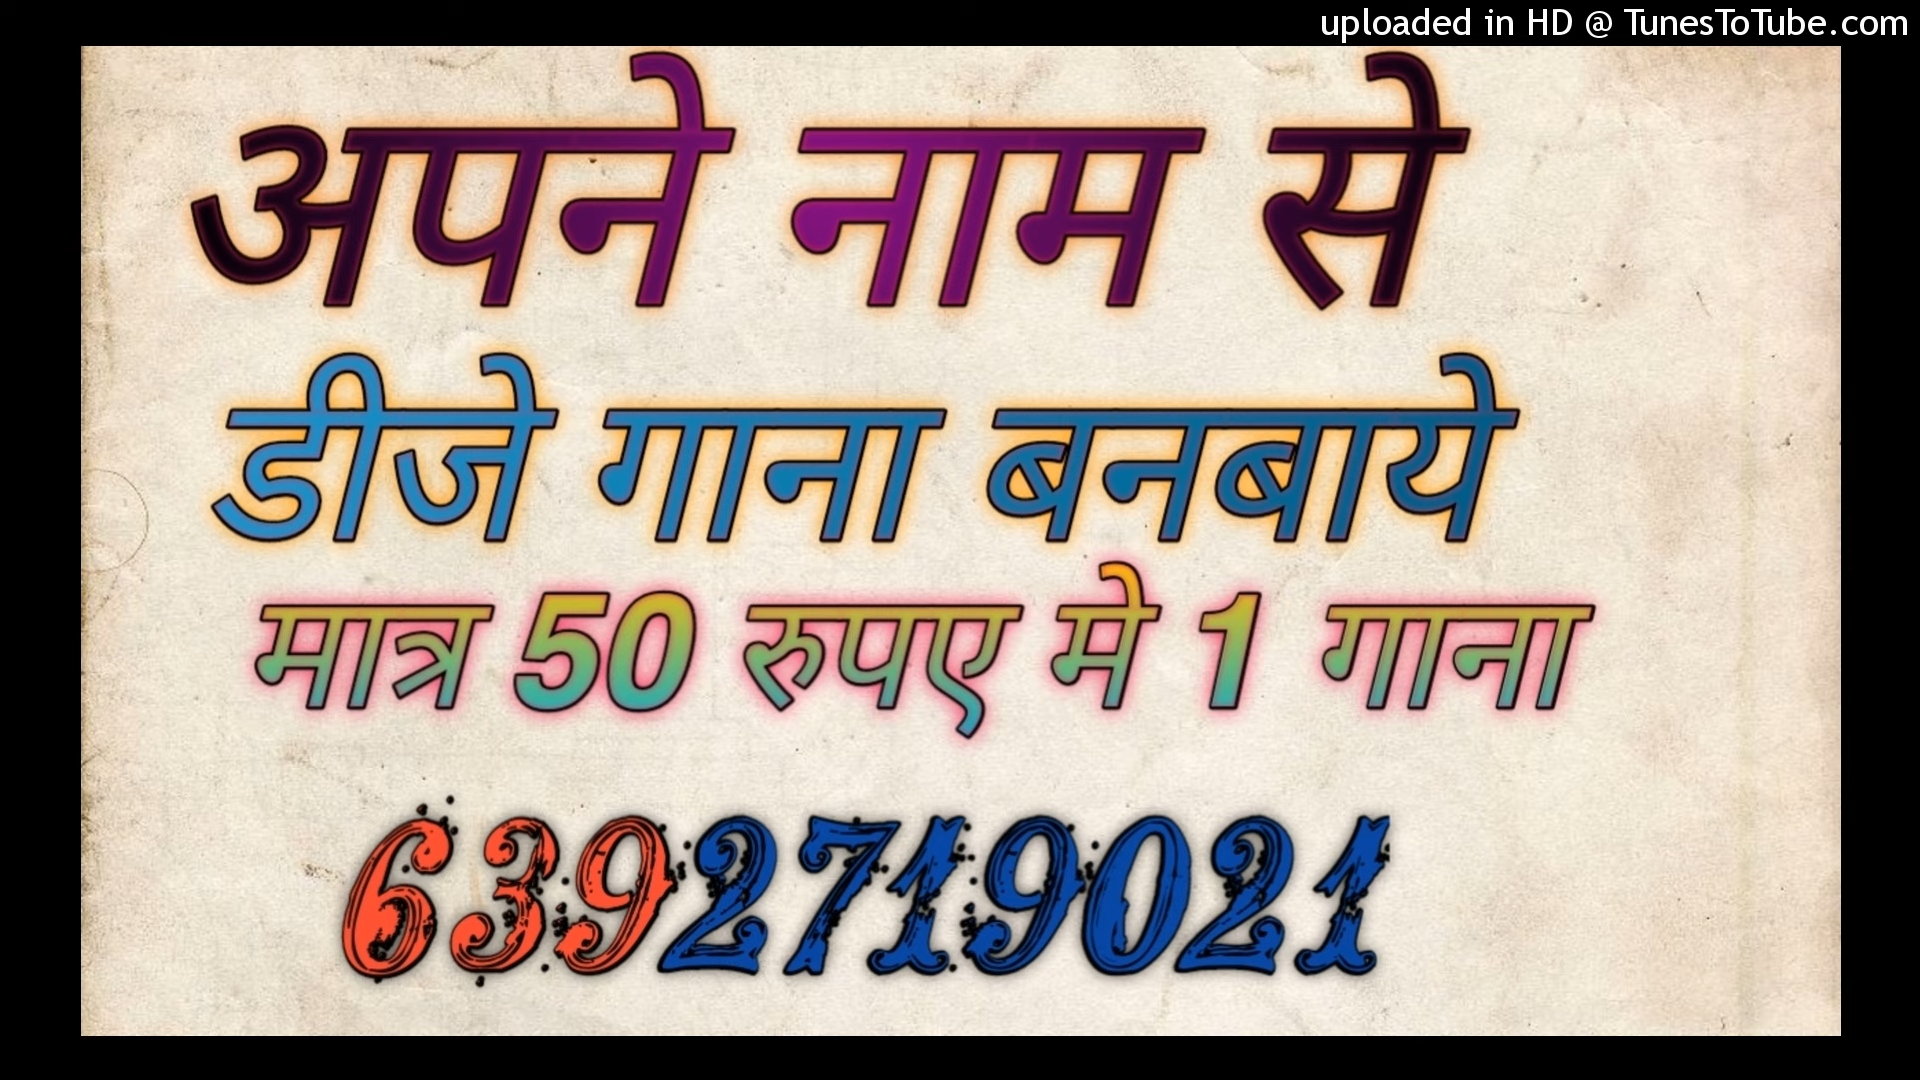 uploaded in HD @ TunesToTube.com
अपने नाम से
डीजे गाना बनबाये
मात्र 50 रुपए मे 1 गाना
6392719021